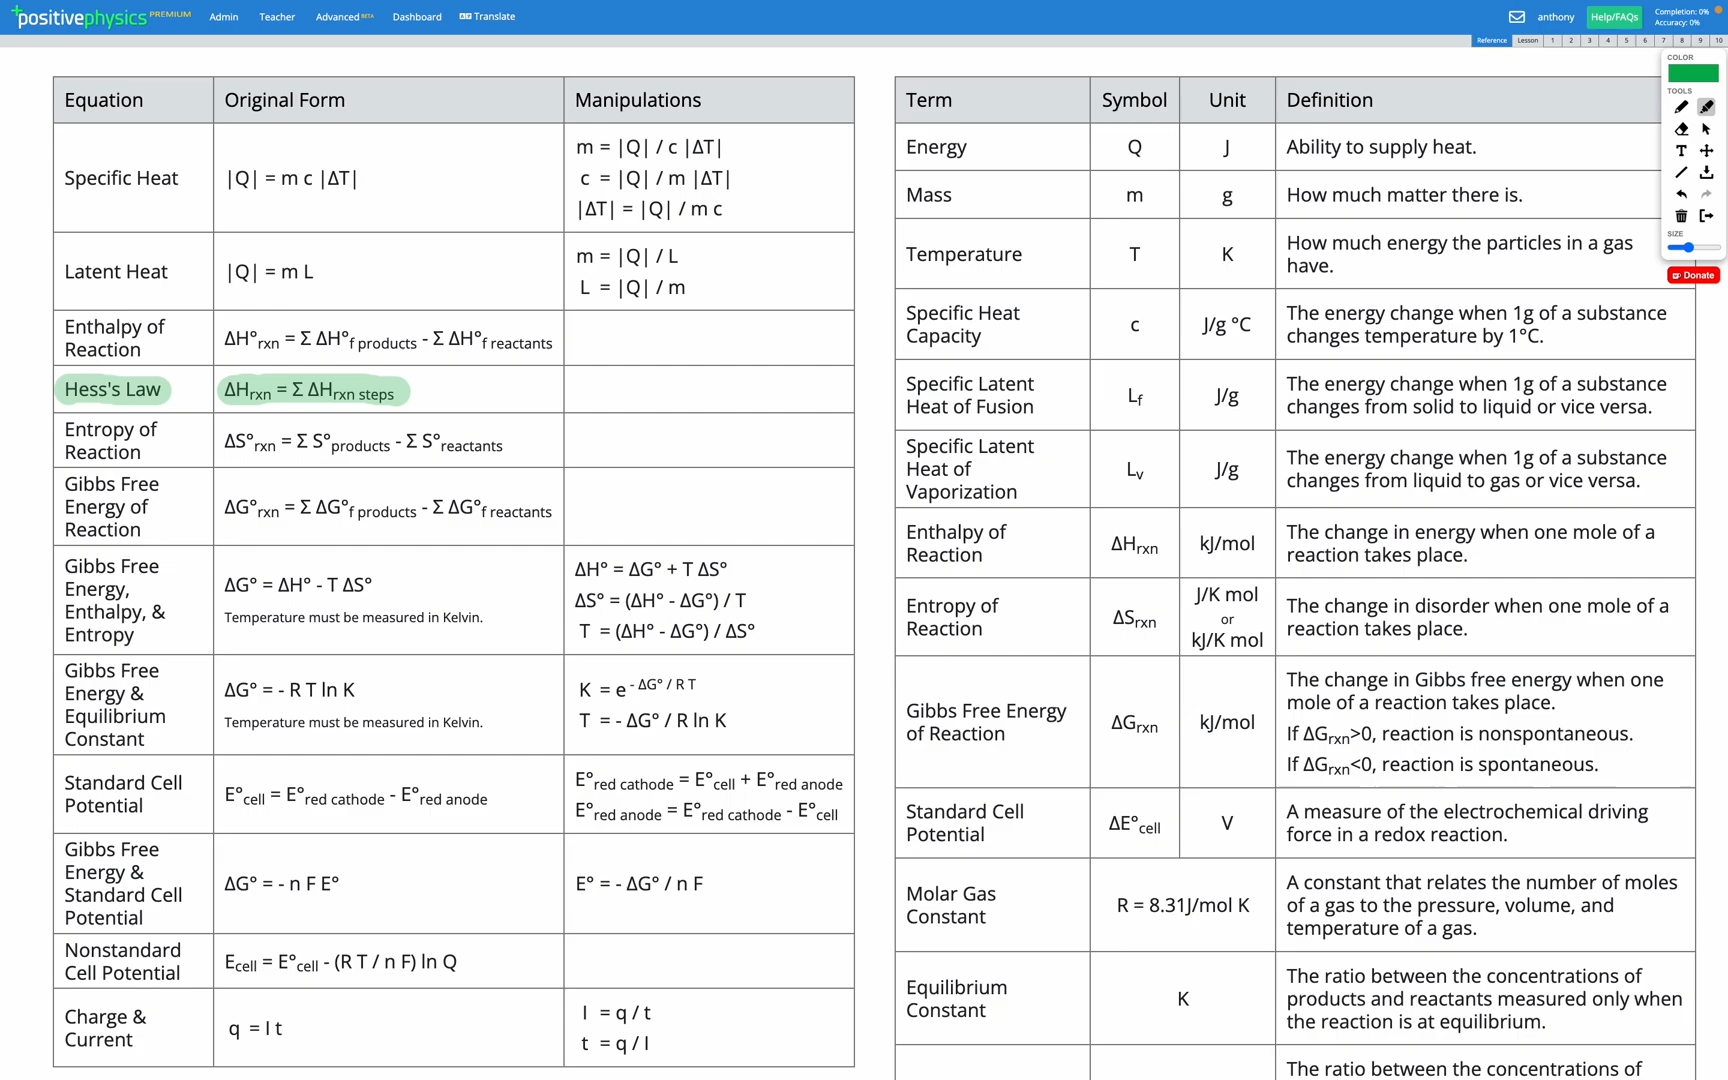 positivephysics PREMIUM Admin Teacher Advanced BETA Dashboard Translate anthony Help/FAQs Completion: 0%
Accuracy: 0%
Reference Lesson 1 2 3 4 5 6 7 8 9 10
COLOR
TOOLS
T
SIZE
Donate
Equation Original Form Manipulations
Specific Heat |Q| = m c |ΔT| m = |Q| / c |ΔT|
c = |Q| / m |ΔT|
|ΔT| = |Q| / m c
Latent Heat |Q| = m L m = |Q| / L
L = |Q| / m
Enthalpy of
Reaction ΔH°rxn = Σ ΔH°f products - Σ ΔH°f reactants
Hess's Law ΔHrxn = Σ ΔHrxn steps
Entropy of
Reaction ΔS°rxn = Σ S°products - Σ S°reactants
Gibbs Free
Energy of
Reaction ΔG°rxn = Σ ΔG°f products - Σ ΔG°f reactants
Gibbs Free
Energy,
Enthalpy, &
Entropy
ΔG° = ΔH° - T ΔS°
Temperature must be measured in Kelvin.
ΔH° = ΔG° + T ΔS°
ΔS° = (ΔH° - ΔG°) / T
T = (ΔH° - ΔG°) / ΔS°
Gibbs Free
Energy &
Equilibrium
Constant
ΔG° = - R T ln K
Temperature must be measured in Kelvin.
K = e - ΔG° / R T
T = - ΔG° / R ln K
Standard Cell
Potential
E°cell = E°red cathode - E°red anode
E°red cathode = E°cell + E°red anode
E°red anode = E°red cathode - E°cell
Gibbs Free
Energy &
Standard Cell
Potential
ΔG° = - n F E°
E° = - ΔG° / n F
Nonstandard
Cell Potential
Ecell = E°cell - (R T / n F) ln Q
Charge &
Current
q = I t
I = q / t
t = q / I
Term Symbol Unit Definition
Energy Q J Ability to supply heat.
Mass m g How much matter there is.
Temperature T K How much energy the particles in a gas
have.
Specific Heat
Capacity
c J/g °C
The energy change when 1g of a substance
changes temperature by 1°C.
Specific Latent
Heat of Fusion
Lf J/g
The energy change when 1g of a substance
changes from solid to liquid or vice versa.
Specific Latent
Heat of
Vaporization
Lv J/g
The energy change when 1g of a substance
changes from liquid to gas or vice versa.
Enthalpy of
Reaction
ΔHrxn kJ/mol
The change in energy when one mole of a
reaction takes place.
Entropy of
Reaction
ΔSrxn
J/K mol
or
kJ/K mol
The change in disorder when one mole of a
reaction takes place.
Gibbs Free Energy
of Reaction
ΔGrxn kJ/mol
The change in Gibbs free energy when one
mole of a reaction takes place.
If ΔGrxn>0, reaction is nonspontaneous.
If ΔGrxn<0, reaction is spontaneous.
Standard Cell
Potential
ΔE°cell V
A measure of the electrochemical driving
force in a redox reaction.
Molar Gas
Constant
R = 8.31J/mol K
A constant that relates the number of moles
of a gas to the pressure, volume, and
temperature of a gas.
Equilibrium
Constant
K
The ratio between the concentrations of
products and reactants measured only when
the reaction is at equilibrium.
The ratio between the concentrations of